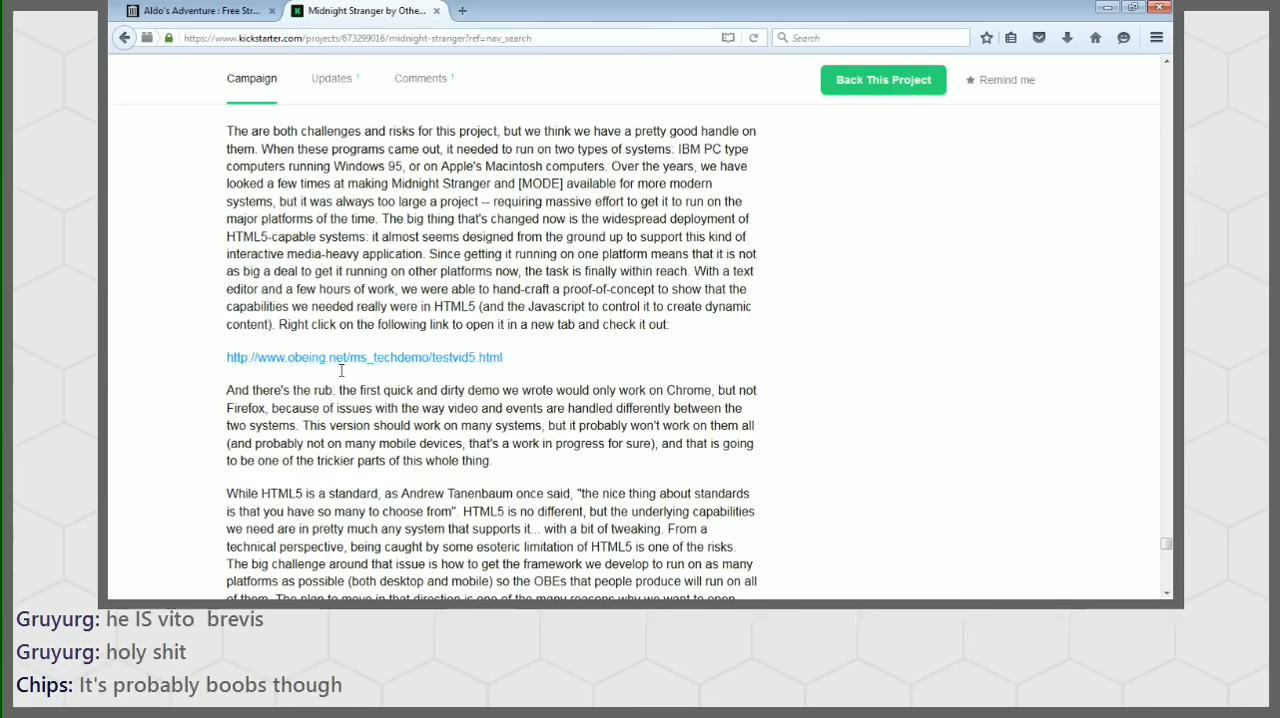 Aldo's Adventure : Free Str...
Midnight Stranger by Othe...
https://www.kickstarter.com/projects/673299016/midnight-stranger?ref=nav_search
Search
Campaign
Updates 1
Comments 1
Back This Project
Remind me
The are both challenges and risks for this project, but we think we have a pretty good handle on
them. When these programs came out, it needed to run on two types of systems: IBM PC type
computers running Windows 95, or on Apple's Macintosh computers. Over the years, we have
looked a few times at making Midnight Stranger and [MODE] available for more modern
systems, but it was always too large a project -- requiring massive effort to get it to run on the
major platforms of the time. The big thing that's changed now is the widespread deployment of
HTML5-capable systems: it almost seems designed from the ground up to support this kind of
interactive media-heavy application. Since getting it running on one platform means that it is not
as big a deal to get it running on other platforms now, the task is finally within reach. With a text
editor and a few hours of work, we were able to hand-craft a proof-of-concept to show that the
capabilities we needed really were in HTML5 (and the Javascript to control it to create dynamic
content). Right click on the following link to open it in a new tab and check it out:
http://www.obeing.net/ms_techdemo/testvid5.html
And there's the rub: the first quick and dirty demo we wrote would only work on Chrome, but not
Firefox, because of issues with the way video and events are handled differently between the
two systems. This version should work on many systems, but it probably won't work on them all
(and probably not on many mobile devices, that's a work in progress for sure), and that is going
to be one of the trickier parts of this whole thing.
While HTML5 is a standard, as Andrew Tanenbaum once said, "the nice thing about standards
is that you have so many to choose from". HTML5 is no different, but the underlying capabilities
we need are in pretty much any system that supports it... with a bit of tweaking. From a
technical perspective, being caught by some esoteric limitation of HTML5 is one of the risks.
The big challenge around that issue is how to get the framework we develop to run on as many
platforms as possible (both desktop and mobile) so the OBEs that people produce will run on all
of them. The plan to move in that direction is one of the many reasons why we want to open
Gruyurg: he IS vito brevis
Gruyurg: holy shit
Chips: It's probably boobs though